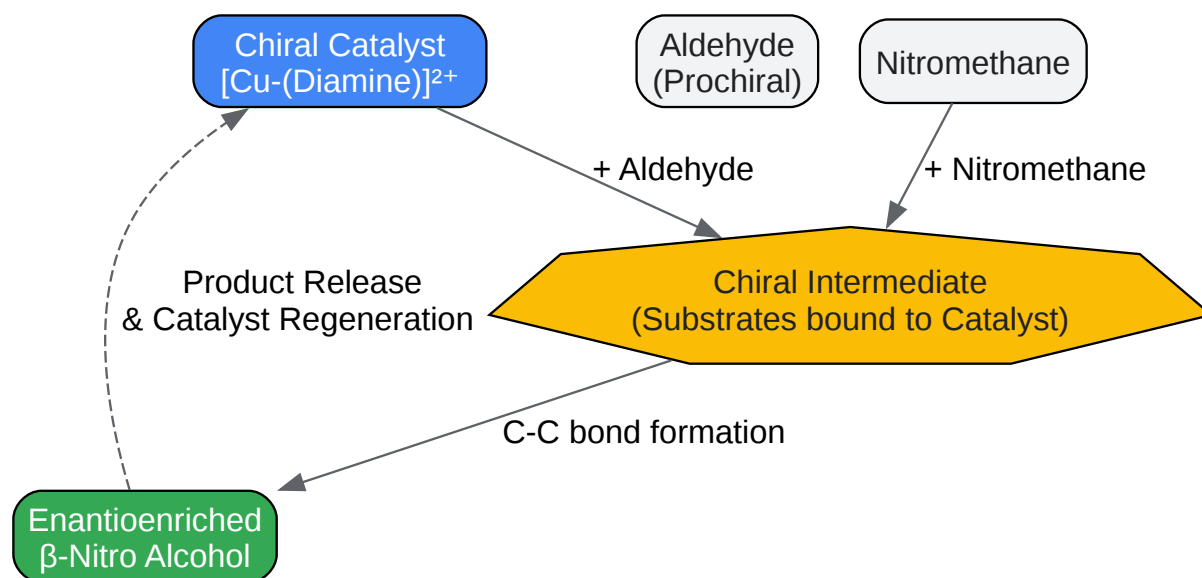 Chiral Catalyst
[Cu-(Diamine)]²⁺
Aldehyde
(Prochiral)
Nitromethane
+ Aldehyde
+ Nitromethane
Product Release
& Catalyst Regeneration
Chiral Intermediate
(Substrates bound to Catalyst)
C-C bond formation
Enantioenriched
β-Nitro Alcohol